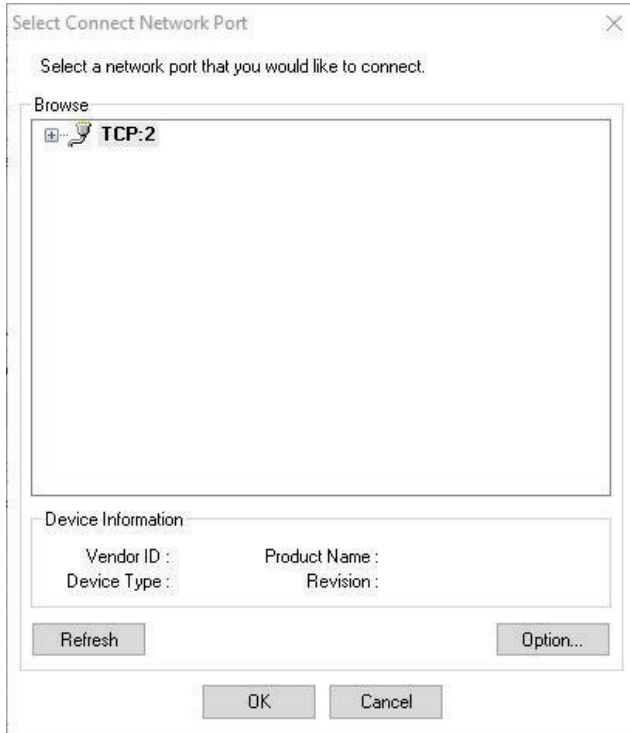 Select Connect Network Port
Select a network port that you would like to connect.
Browse
TCP:2
Device Information
Vendor ID : Product Name :
Device Type : Revision :
Refresh Option...
OK Cancel